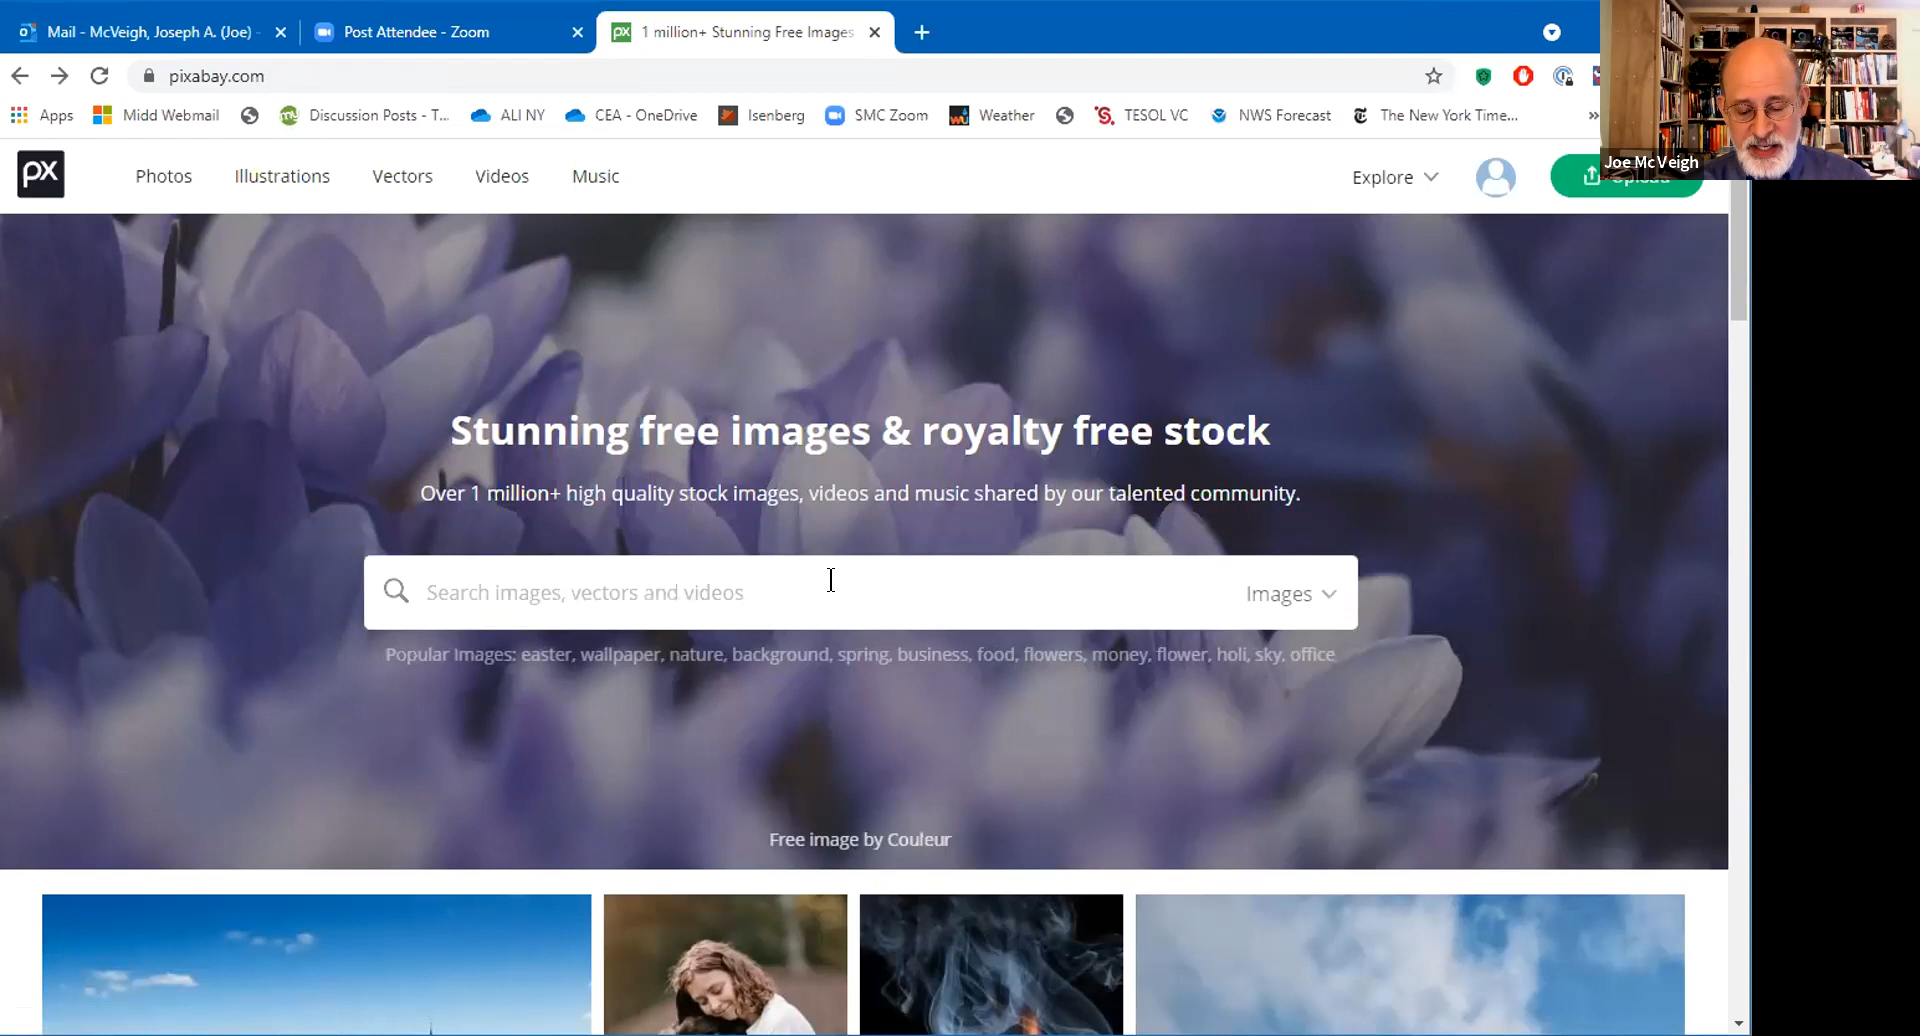 Mail - McVeigh, Joseph A. (Joe) -
Post Attendee - Zoom
px
1 million+ Stunning Free Images
pixabay.com
Apps
Midd Webmail
Discussion Posts - T...
ALI NY
CEA - OneDrive
Isenberg
SMC Zoom
Weather
TESOL VC
NWS Forecast
The New York Time...
»
Joe McVeigh
px
Photos
Illustrations
Vectors
Videos
Music
Explore
Upload
Stunning free images & royalty free stock
Over 1 million+ high quality stock images, videos and music shared by our talented community.
Search images, vectors and videos
Images
Popular Images: easter, wallpaper, nature, background, spring, business, food, flowers, money, flower, holi, sky, office
Free image by Couleur